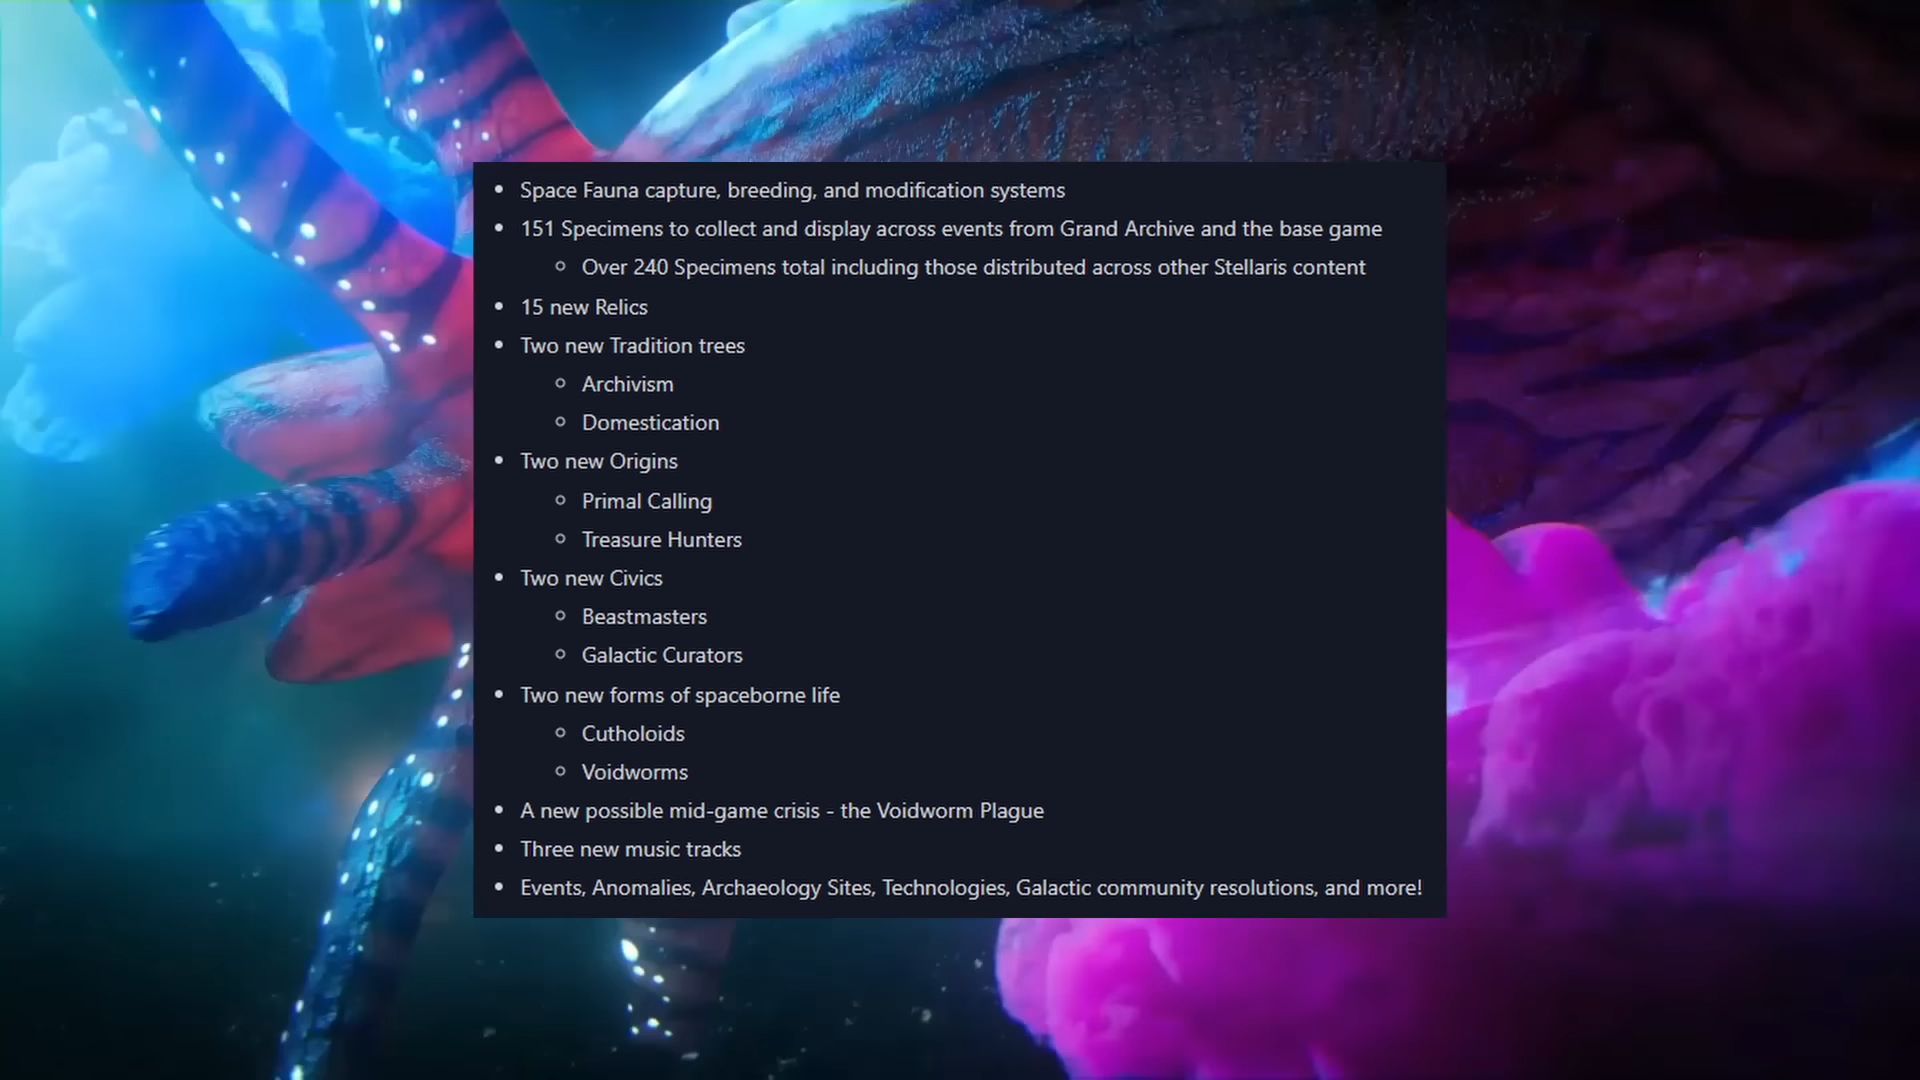 • Space Fauna capture, breeding, and modification systems
• 151 Specimens to collect and display across events from Grand Archive and the base game
○ Over 240 Specimens total including those distributed across other Stellaris content
• 15 new Relics
• Two new Tradition trees
○ Archivism
○ Domestication
• Two new Origins
○ Primal Calling
○ Treasure Hunters
• Two new Civics
○ Beastmasters
○ Galactic Curators
• Two new forms of spaceborne life
○ Cutholoids
○ Voidworms
• A new possible mid-game crisis - the Voidworm Plague
• Three new music tracks
• Events, Anomalies, Archaeology Sites, Technologies, Galactic community resolutions, and more!